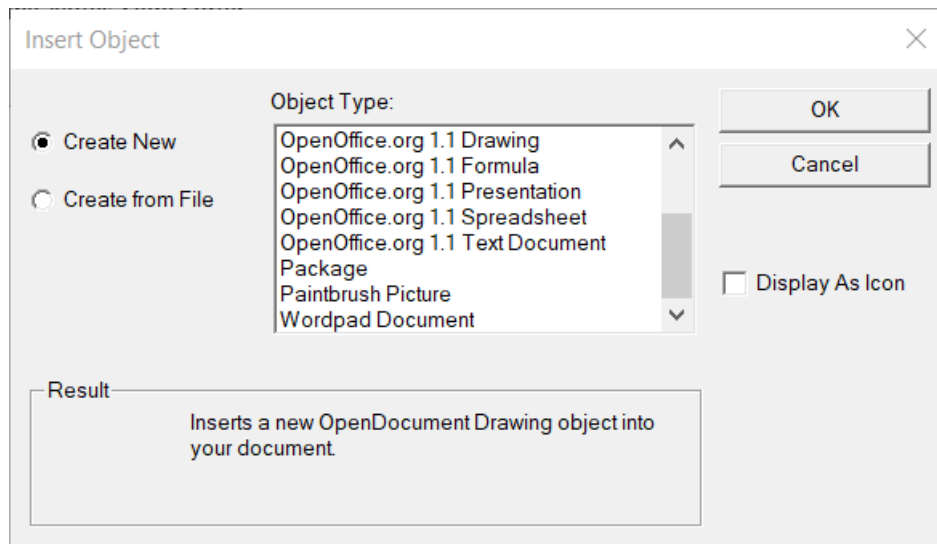 Insert Object
Object Type:
Create New
Create from File
OpenOffice.org 1.1 Drawing
OpenOffice.org 1.1 Formula
OpenOffice.org 1.1 Presentation
OpenOffice.org 1.1 Spreadsheet
OpenOffice.org 1.1 Text Document
Package
Paintbrush Picture
Wordpad Document
OK
Cancel
Display As Icon
Result
Inserts a new OpenDocument Drawing object into
your document.